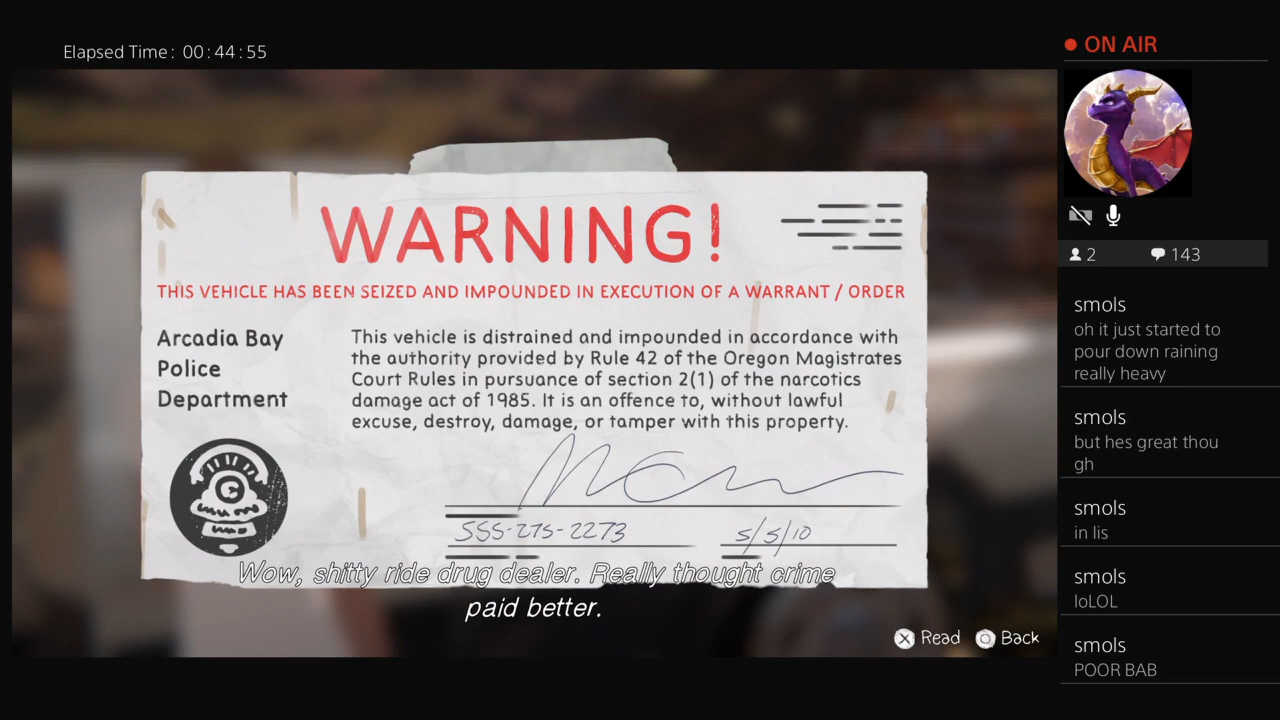 Elapsed Time: 00:44:55
ON AIR
WARNING!
THIS VEHICLE HAS BEEN SEIZED AND IMPOUNDED IN EXECUTION OF A WARRANT / ORDER
Arcadia Bay
Police
Department
This vehicle is distrained and impounded in accordance with
the authority provided by Rule 42 of the Oregon Magistrates
Court Rules in pursuance of section 2(1) of the narcotics
damage act of 1985. It is an offence to, without lawful
excuse, destroy, damage, or tamper with this property.
555-275-2273
5/5/10
Wow, shitty ride drug dealer. Really thought crime
paid better.
Read
Back
2
143
smols
oh it just started to
pour down raining
really heavy
smols
but hes great thou
gh
smols
in lis
smols
loLOL
smols
POOR BAB